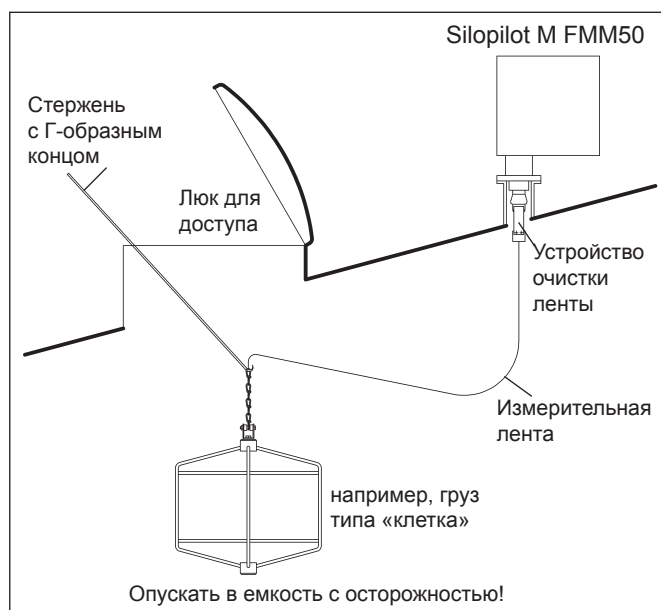 Silopilot M FMM50
Стержень
с Г-образным
концом
Люк для
доступа
Устройство
очистки
ленты
Измерительная
лента
например, груз
типа «клетка»
Опускать в емкость с осторожностью!